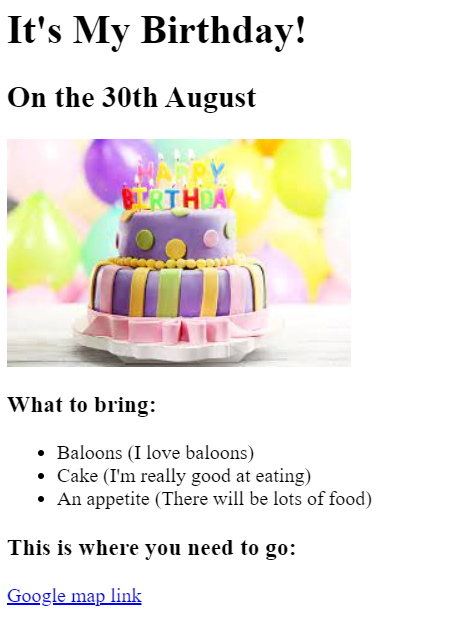 It's My Birthday!
On the 30th August
HAPPY
BIRTHDAY
What to bring:
Baloons (I love baloons)
Cake (I'm really good at eating)
An appetite (There will be lots of food)
This is where you need to go:
Google map link